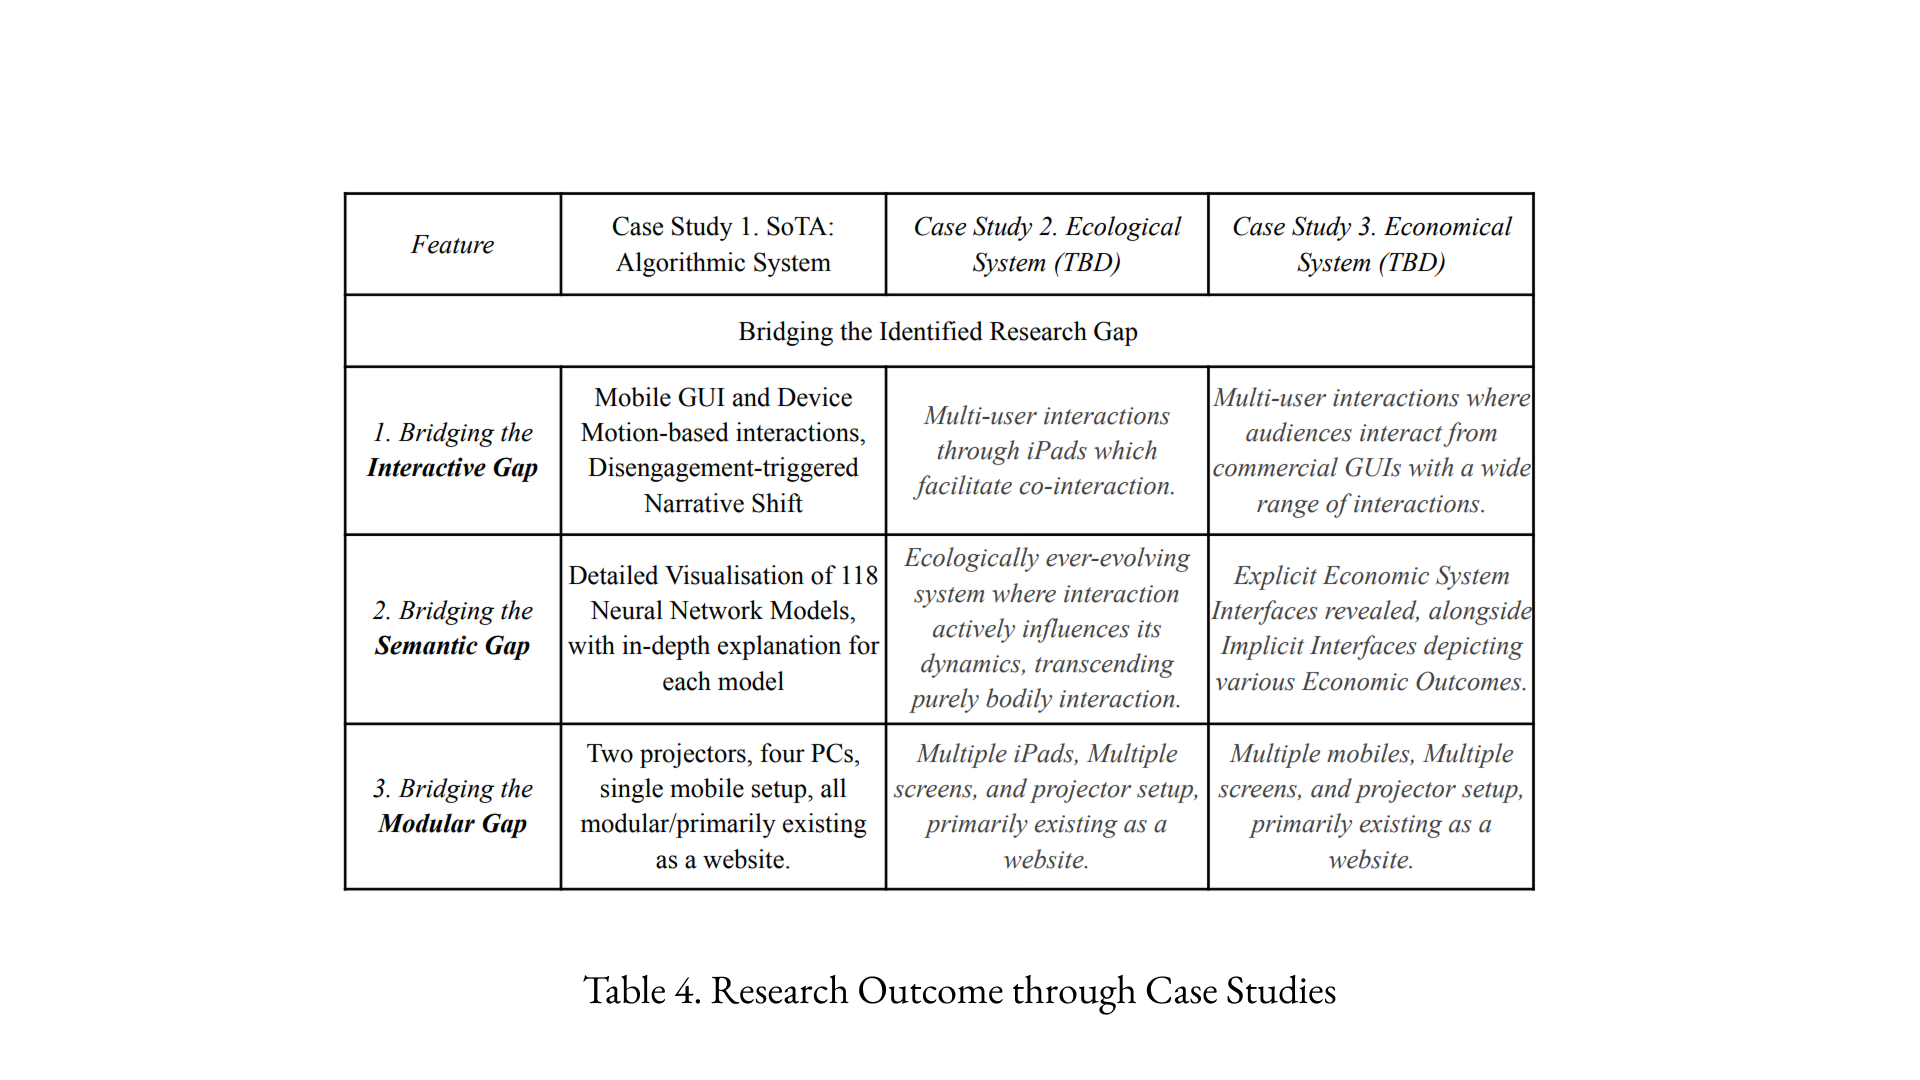 Feature
Case Study 1. SoTA:
Algorithmic System
Case Study 2. Ecological
System (TBD)
Case Study 3. Economical
System (TBD)
Bridging the Identified Research Gap
1. Bridging the
Interactive Gap
Mobile GUI and Device
Motion-based interactions,
Disengagement-triggered
Narrative Shift
Multi-user interactions
through iPads which
facilitate co-interaction.
Multi-user interactions where
audiences interact from
commercial GUIs with a wide
range of interactions.
2. Bridging the
Semantic Gap
Detailed Visualisation of 118
Neural Network Models,
with in-depth explanation for
each model
Ecologically ever-evolving
system where interaction
actively influences its
dynamics, transcending
purely bodily interaction.
Explicit Economic System
Interfaces revealed, alongside
Implicit Interfaces depicting
various Economic Outcomes.
3. Bridging the
Modular Gap
Two projectors, four PCs,
single mobile setup, all
modular/primarily existing
as a website.
Multiple iPads, Multiple
screens, and projector setup,
primarily existing as a
website.
Multiple mobiles, Multiple
screens, and projector setup,
primarily existing as a
website.
Table 4. Research Outcome through Case Studies